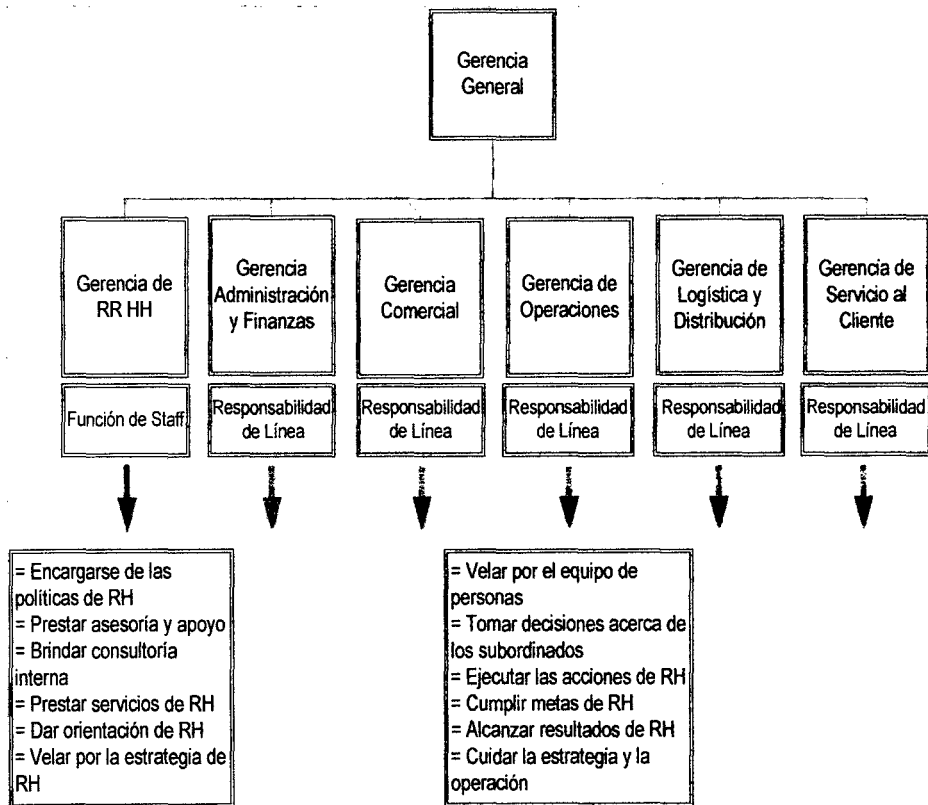 Gerencia
General
Gerencia de
RR HH
Gerencia
Administración
y Finanzas
Gerencia
Comercial
Gerencia de
Operaciones
Gerencia de
Logística y
Distribución
Gerencia de
Servicio al
Cliente
Función de Staff
Responsabilidad
de Línea
Responsabilidad
de Línea
Responsabilidad
de Línea
Responsabilidad
de Línea
Responsabilidad
de Línea
= Encargarse de las
políticas de RH
= Prestar asesoría y apoyo
= Brindar consultoría
interna
= Prestar servicios de RH
= Dar orientación de RH
= Velar por la estrategia de
RH
= Velar por el equipo de
personas
= Tomar decisiones acerca de
los subordinados
= Ejecutar las acciones de RH
= Cumplir metas de RH
= Alcanzar resultados de RH
= Cuidar la estrategia y la
operación